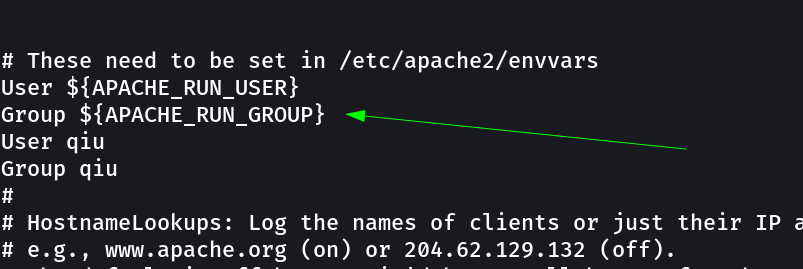 # These need to be set in /etc/apache2/envvars
User ${APACHE_RUN_USER}
Group ${APACHE_RUN_GROUP}
User qiu
Group qiu
#
# HostnameLookups: Log the names of clients or just their IP a
# e.g., www.apache.org (on) or 204.62.129.132 (off).